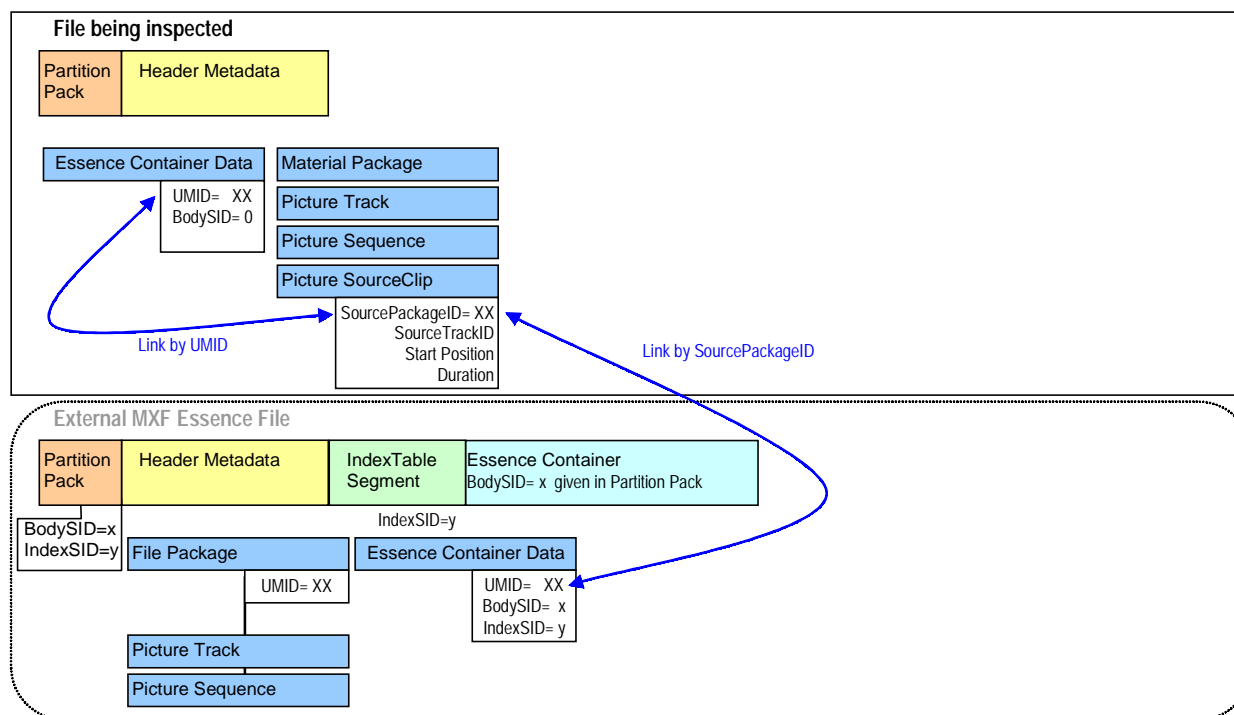 File being inspected
Partition
Pack
Header Metadata
Essence Container Data
UMID= XX
BodySID= 0
Material Package
Picture Track
Picture Sequence
Picture SourceClip
SourcePackageID= XX
SourceTrackID
Start Position
Duration
Link by UMID
Link by SourcePackageID
External MXF Essence File
Partition
Pack
Header Metadata
IndexTable
Segment
Essence Container
BodySID= x given in Partition Pack
BodySID=x
IndexSID=y
IndexSID=y
File Package
UMID= XX
Essence Container Data
UMID= XX
BodySID= x
IndexSID= y
Picture Track
Picture Sequence